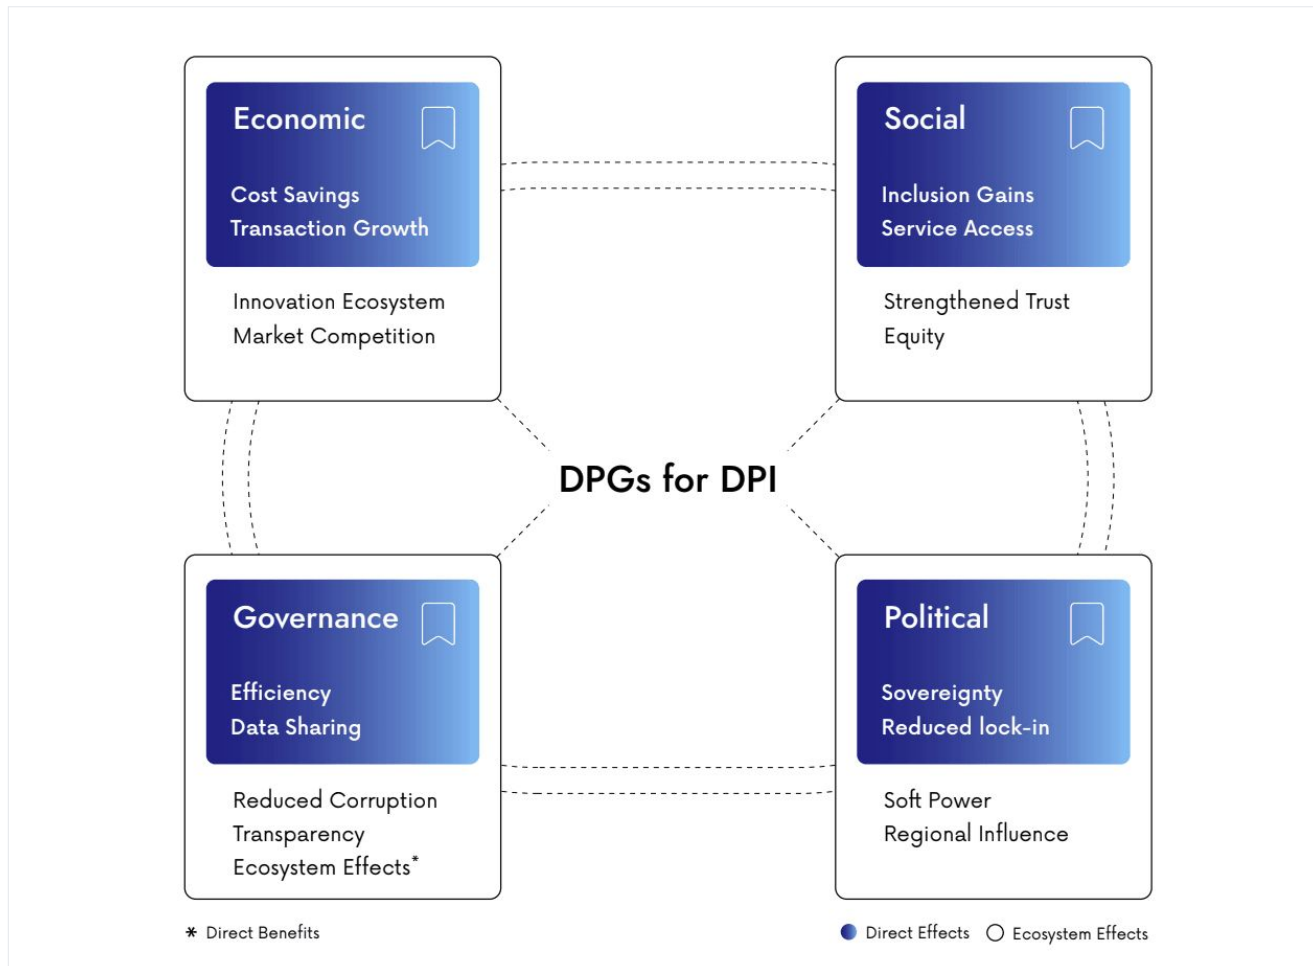 Economic
Cost Savings
Transaction Growth
Innovation Ecosystem
Market Competition
Social
Inclusion Gains
Service Access
Strengthened Trust
Equity
DPGs for DPI
Governance
Efficiency
Data Sharing
Reduced Corruption
Transparency
Ecosystem Effects*
Political
Sovereignty
Reduced lock-in
Soft Power
Regional Influence
* Direct Benefits
Direct Effects
Ecosystem Effects